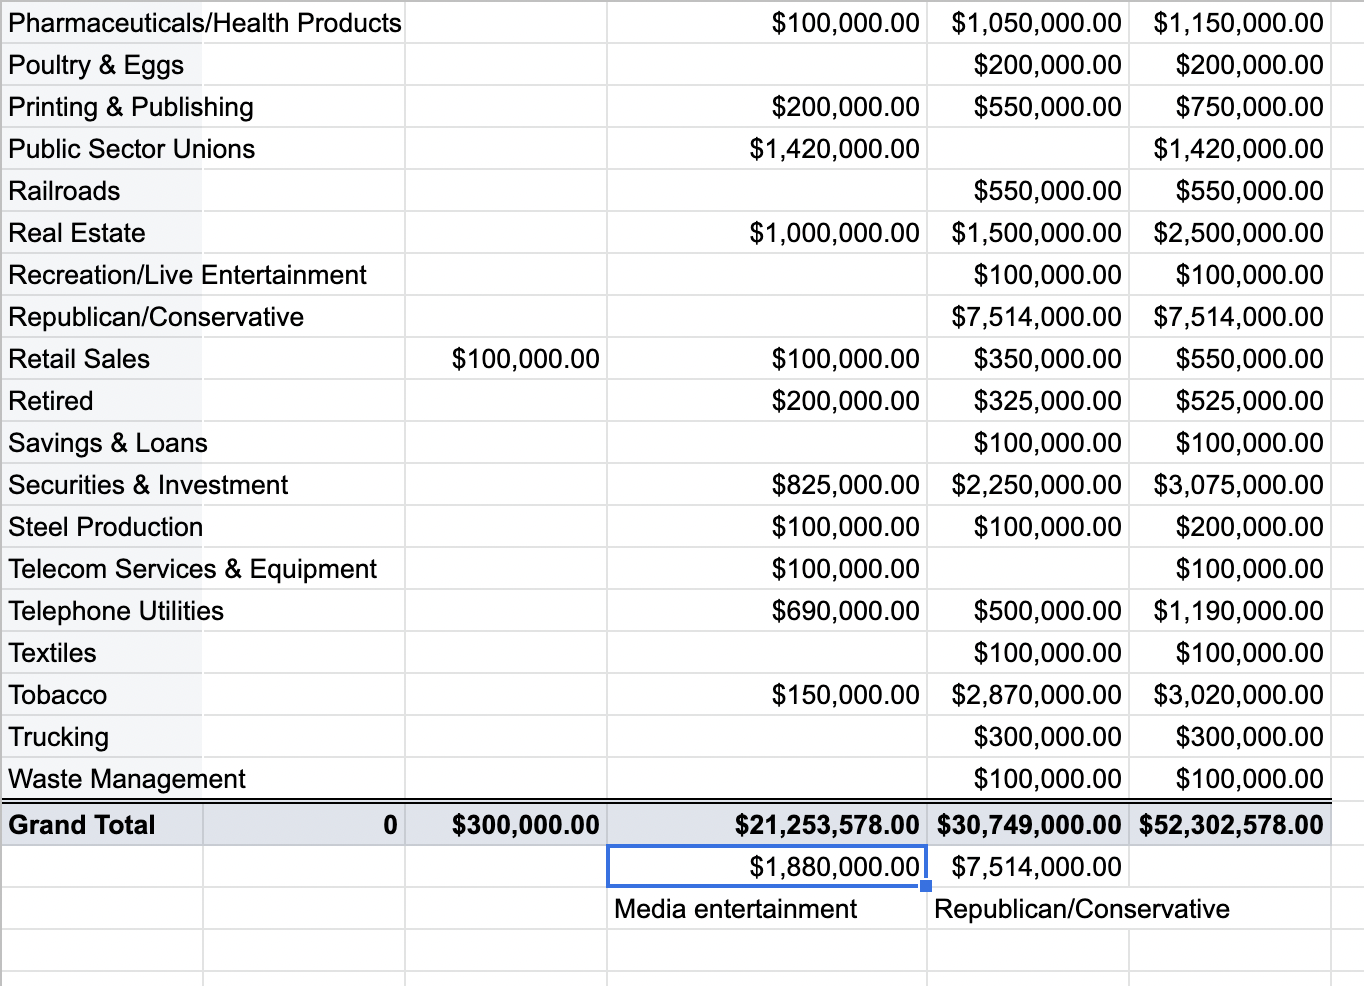 Pharmaceuticals/Health Products $100,000.00 $1,050,000.00 $1,150,000.00
Poultry & Eggs $200,000.00 $200,000.00
Printing & Publishing $200,000.00 $550,000.00 $750,000.00
Public Sector Unions $1,420,000.00 $1,420,000.00
Railroads $550,000.00 $550,000.00
Real Estate $1,000,000.00 $1,500,000.00 $2,500,000.00
Recreation/Live Entertainment $100,000.00 $100,000.00
Republican/Conservative $7,514,000.00 $7,514,000.00
Retail Sales $100,000.00 $100,000.00 $350,000.00 $550,000.00
Retired $200,000.00 $325,000.00 $525,000.00
Savings & Loans $100,000.00 $100,000.00
Securities & Investment $825,000.00 $2,250,000.00 $3,075,000.00
Steel Production $100,000.00 $100,000.00 $200,000.00
Telecom Services & Equipment $100,000.00 $100,000.00
Telephone Utilities $690,000.00 $500,000.00 $1,190,000.00
Textiles $100,000.00 $100,000.00
Tobacco $150,000.00 $2,870,000.00 $3,020,000.00
Trucking $300,000.00 $300,000.00
Waste Management $100,000.00 $100,000.00
Grand Total 0 $300,000.00 $21,253,578.00 $30,749,000.00 $52,302,578.00
$1,880,000.00 $7,514,000.00
Media entertainment Republican/Conservative